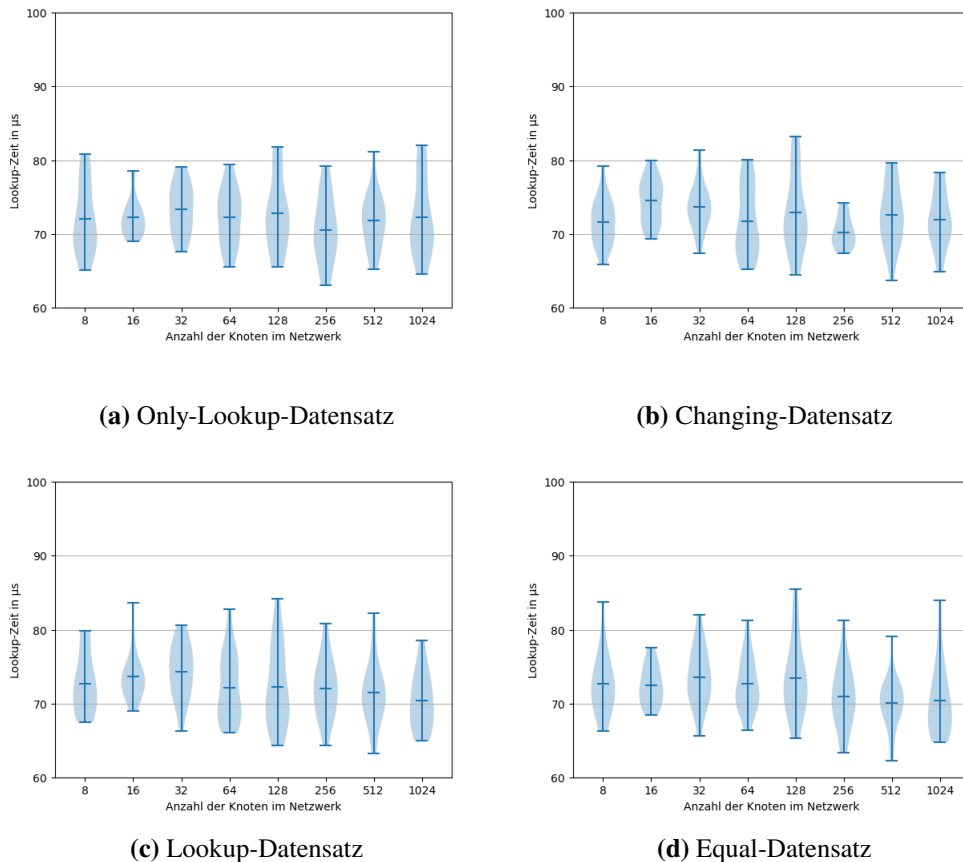 100
90
80
70
60
Lookup-Zeit in µs
8 16 32 64 128 256 512 1024
Anzahl der Knoten im Netzwerk
(a) Only-Lookup-Datensatz
100
90
80
70
60
Lookup-Zeit in µs
8 16 32 64 128 256 512 1024
Anzahl der Knoten im Netzwerk
(b) Changing-Datensatz
100
90
80
70
60
Lookup-Zeit in µs
8 16 32 64 128 256 512 1024
Anzahl der Knoten im Netzwerk
(c) Lookup-Datensatz
100
90
80
70
60
Lookup-Zeit in µs
8 16 32 64 128 256 512 1024
Anzahl der Knoten im Netzwerk
(d) Equal-Datensatz